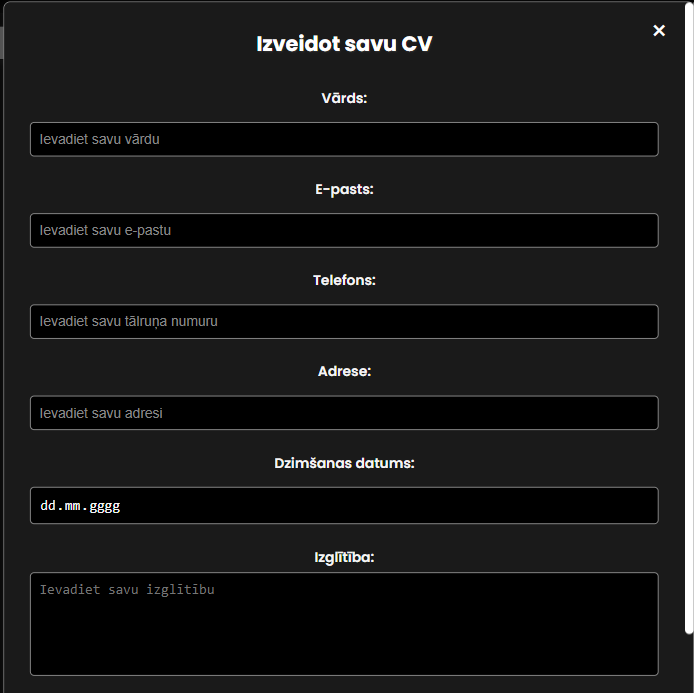 Izveidot savu CV
×
Vārds:
Ievadiet savu vārdu
E-pasts:
Ievadiet savu e-pastu
Telefons:
Ievadiet savu tālruņa numuru
Adrese:
Ievadiet savu adresi
Dzimšanas datums:
dd.mm.gggg
Izglītība:
Ievadiet savu izglītību